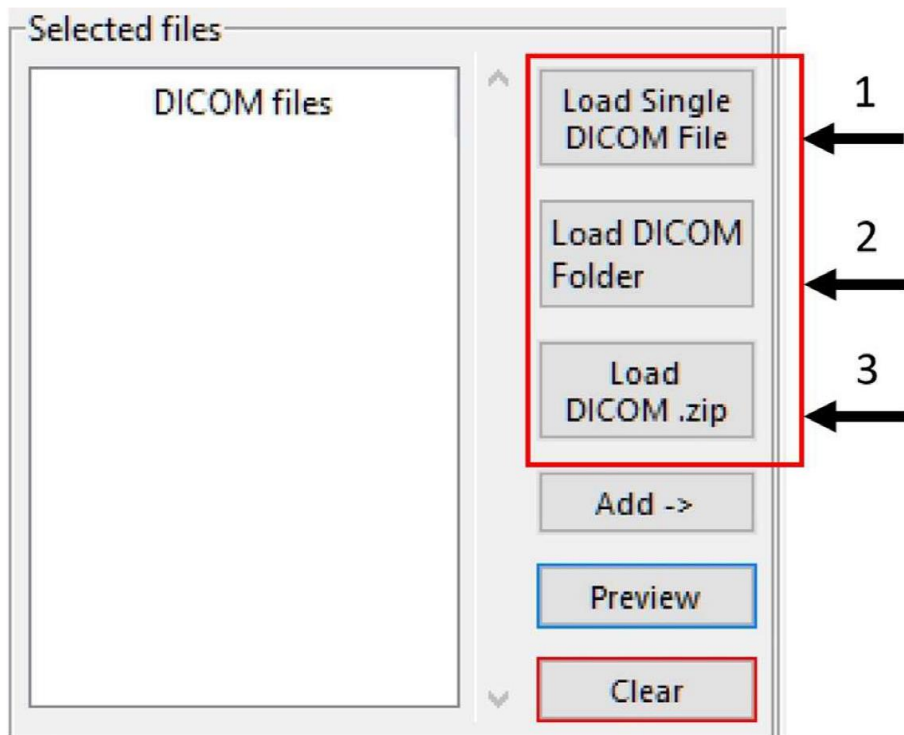 Selected files
DICOM files
Load Single
DICOM File
1
Load DICOM
Folder
2
Load
DICOM .zip
3
Add ->
Preview
Clear